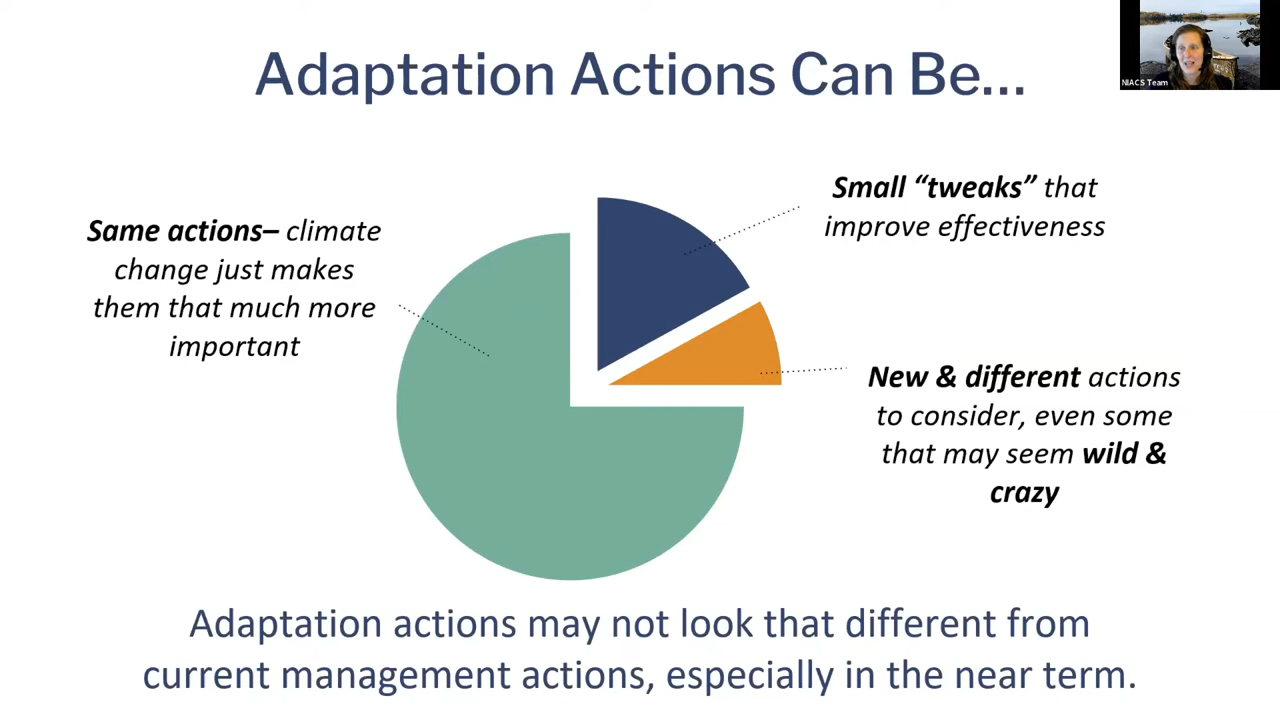 Adaptation Actions Can Be...
NIACS Team
Same actions– climate
change just makes
them that much more
important
Small “tweaks” that
improve effectiveness
New & different actions
to consider, even some
that may seem wild &
crazy
Adaptation actions may not look that different from
current management actions, especially in the near term.